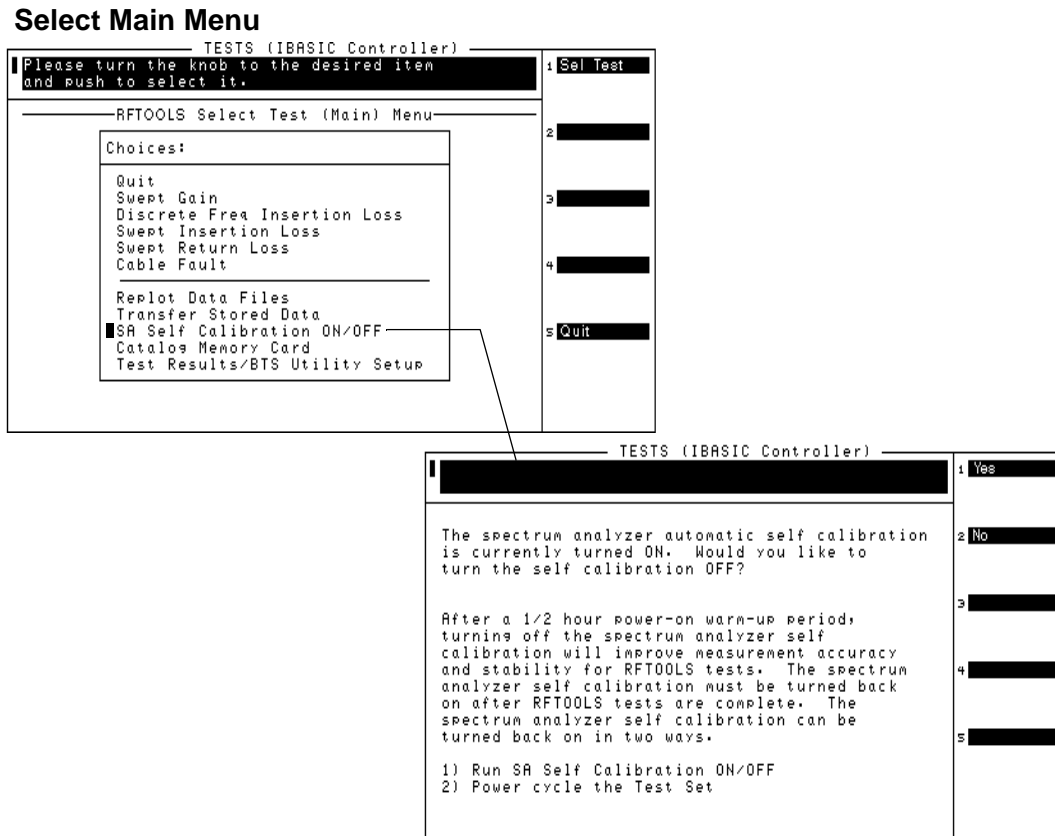 Select Main Menu
TESTS (IBASIC Controller)
Please turn the knob to the desired item
and push to select it.
RFTOOLS Select Test (Main) Menu
Choices:
Quit
Swept Gain
Discrete Freq Insertion Loss
Swept Insertion Loss
Swept Return Loss
Cable Fault
Replot Data Files
Transfer Stored Data
SA Self Calibration ON/OFF
Catalog Memory Card
Test Results/BTS Utility Setup
1 Sel Test
2
3
4
5 Quit
TESTS (IBASIC Controller)
The spectrum analyzer automatic self calibration
is currently turned ON. Would you like to
turn the self calibration OFF?
After a 1/2 hour power-on warm-up period,
turning off the spectrum analyzer self
calibration will improve measurement accuracy
and stability for RFTOOLS tests. The spectrum
analyzer self calibration must be turned back
on after RFTOOLS tests are complete. The
spectrum analyzer self calibration can be
turned back on in two ways.
1) Run SA Self Calibration ON/OFF
2) Power cycle the Test Set
1 Yes
2 No
3
4
5